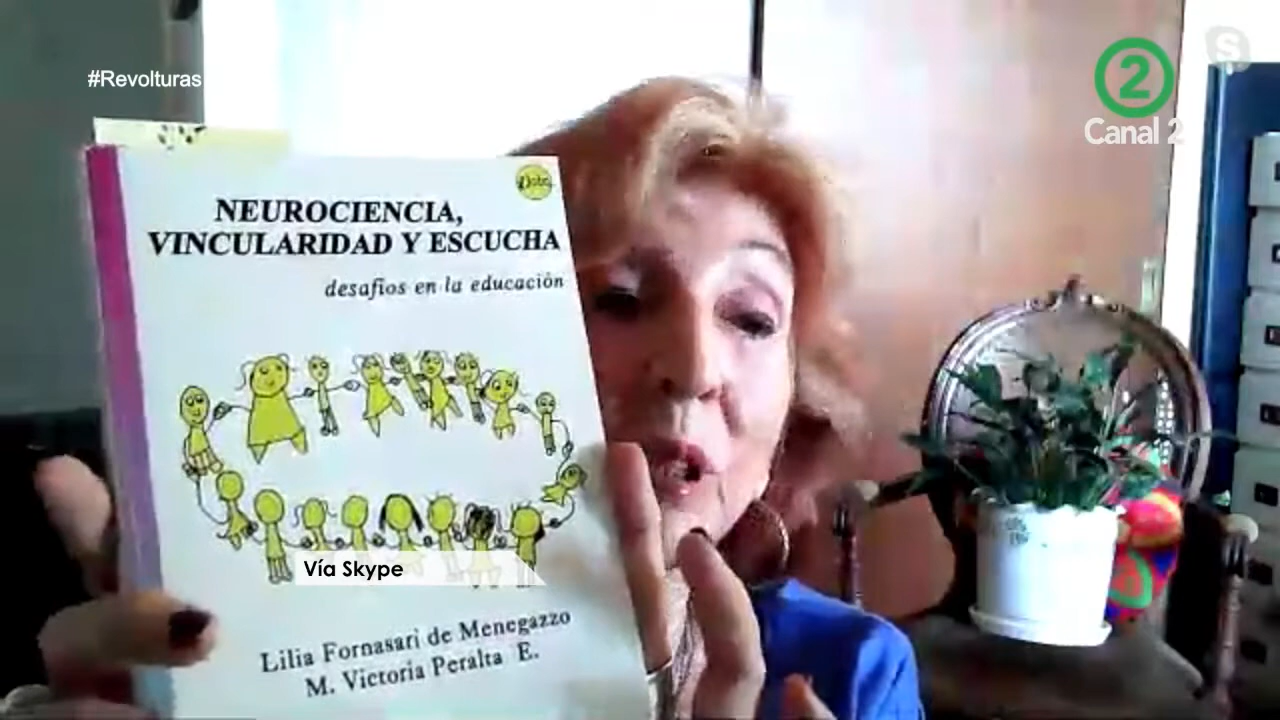 #Revolturas
2
Canal 2
S
NEUROCIENCIA,
VINCULARIDAD Y ESCUCHA
desafíos en la educación
Vía Skype
Lilia Fornasari de Menegazzo
M. Victoria Peralta E.